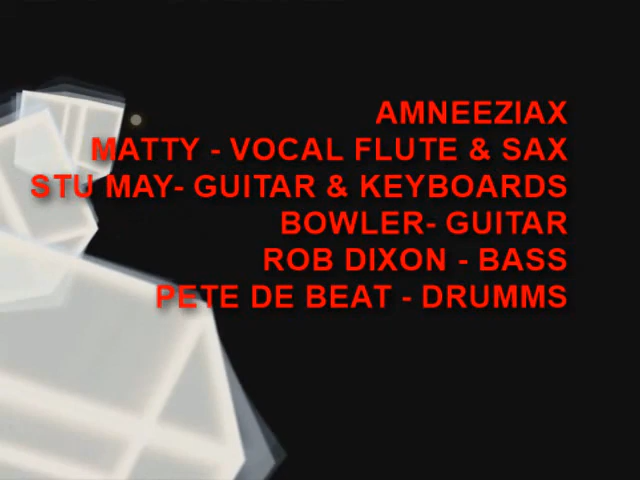 AMNEEZIAX
MATTY - VOCAL FLUTE & SAX
STU MAY- GUITAR & KEYBOARDS
BOWLER- GUITAR
ROB DIXON - BASS
PETE DE BEAT - DRUMMS